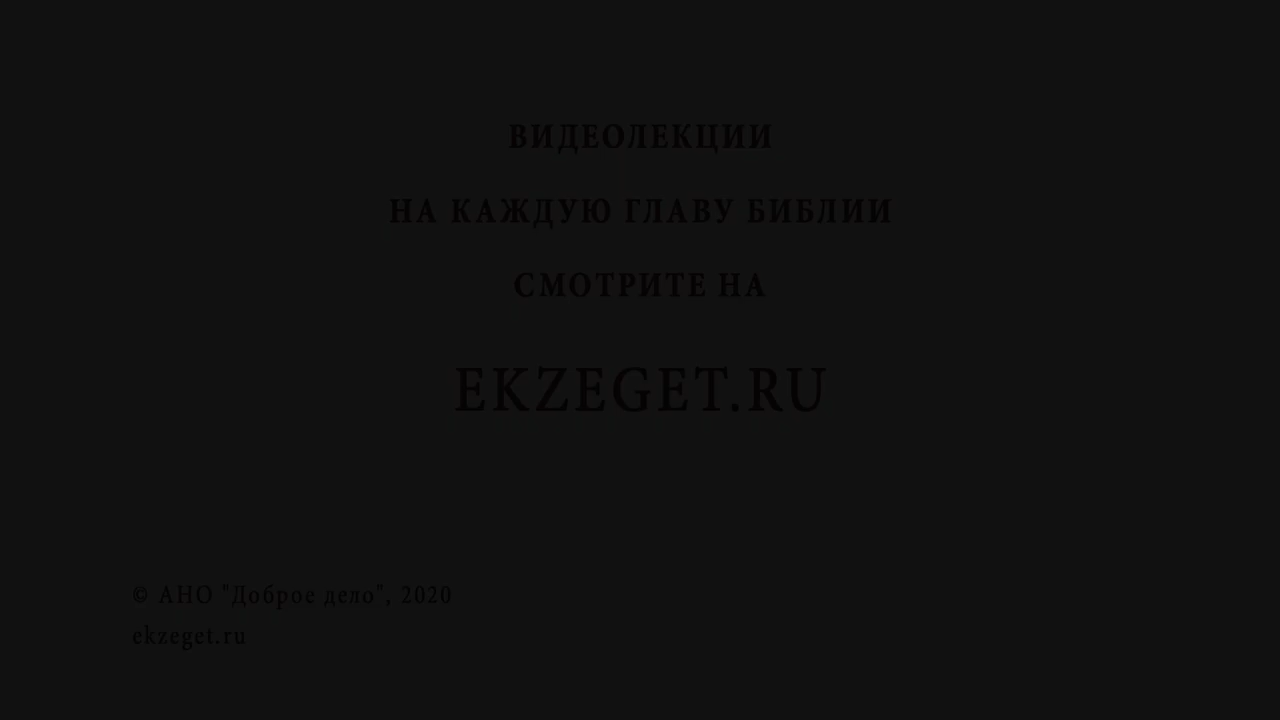 ВИДЕОЛЕКЦИИ
НА КАЖДУЮ ГЛАВУ БИБЛИИ
СМОТРИТЕ НА
EKZEGET.RU
© АНО "Доброе дело", 2020
ekzeget.ru